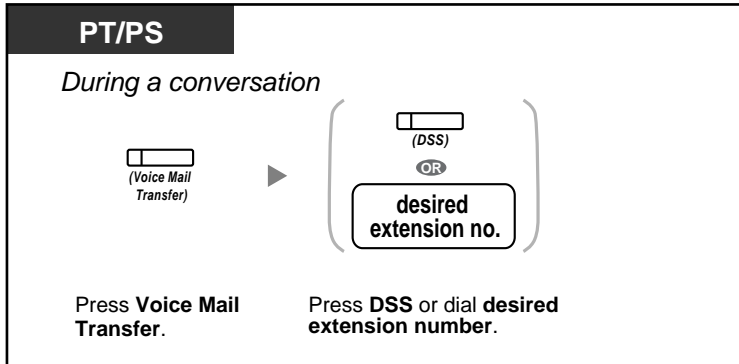 PT/PS
During a conversation
(Voice Mail
Transfer)
(DSS)
OR
desired
extension no.
Press Voice Mail
Transfer.
Press DSS or dial desired
extension number.